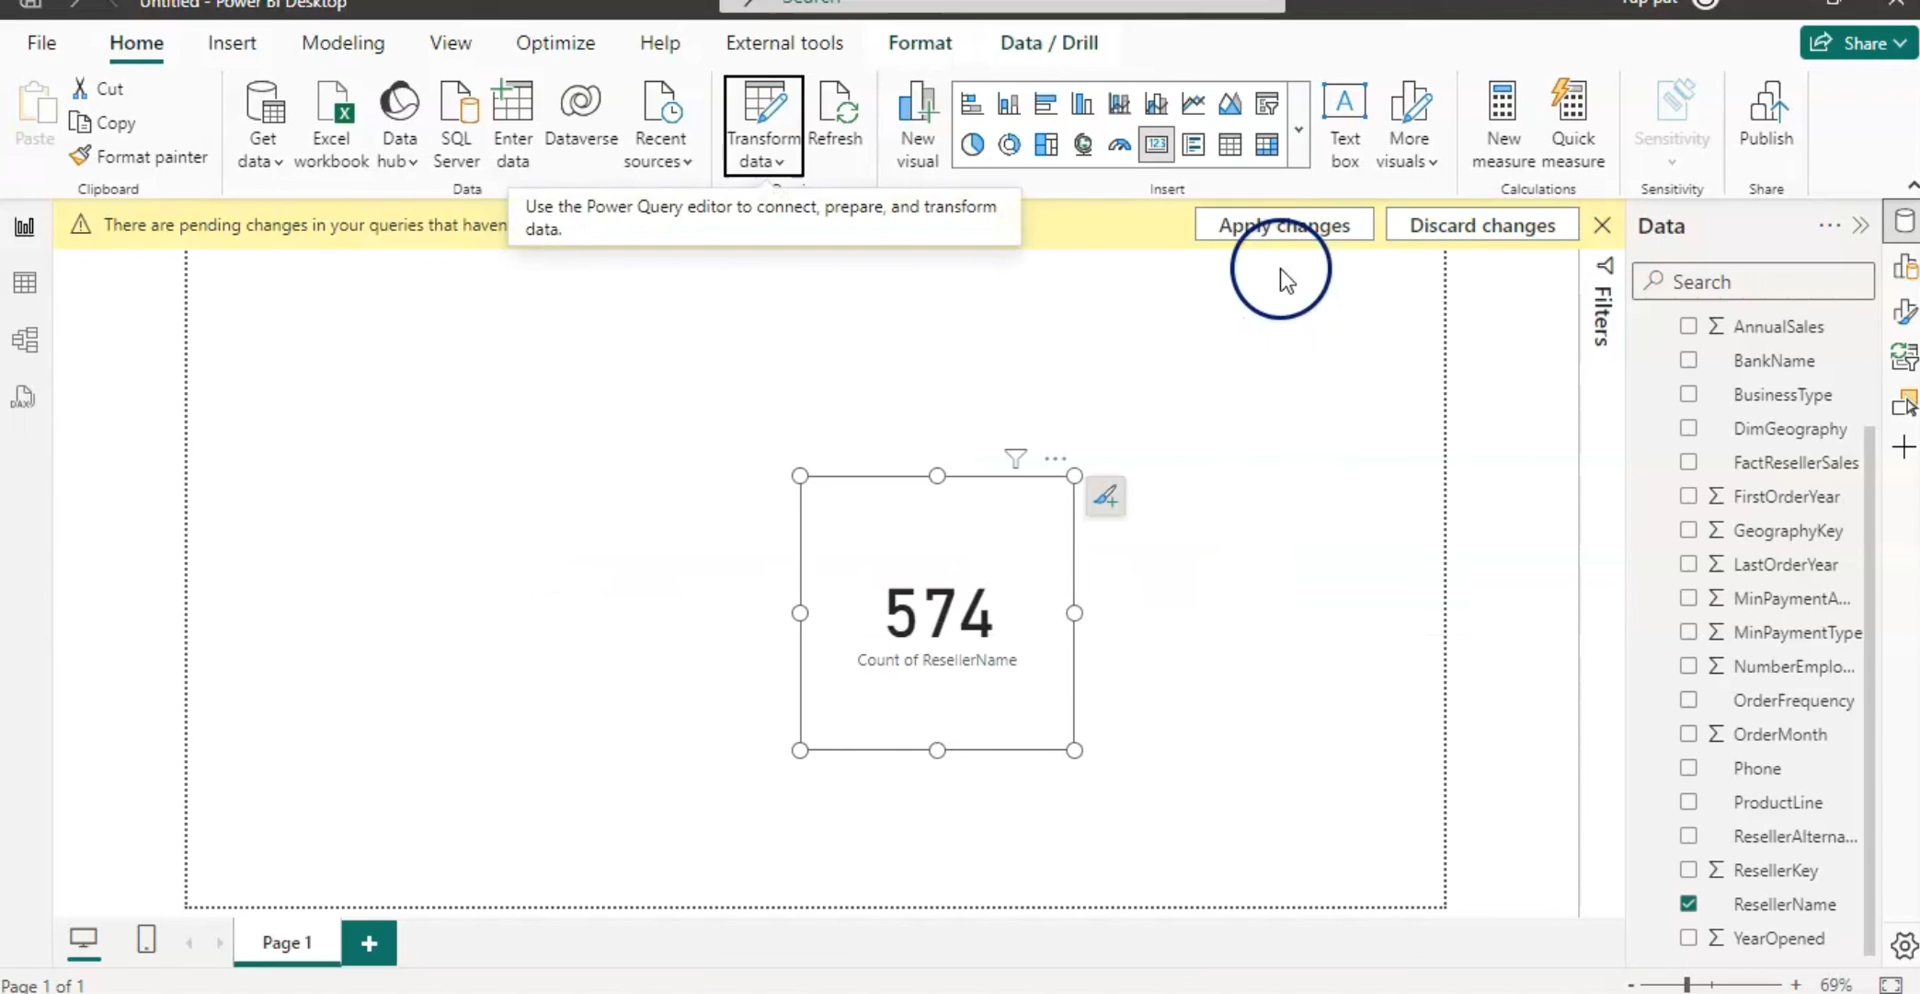 Untitled - Power BI Desktop
Search
File
Home
Insert
Modeling
View
Optimize
Help
External tools
Format
Data / Drill
Share
Paste
Cut
Copy
Format painter
Clipboard
Get
data
Excel
workbook
Data
hub
SQL
Server
Enter
data
Dataverse
Recent
sources
Data
Transform
data
Refresh
New
visual
Text
box
More
visuals
Insert
New
measure
Quick
measure
Calculations
Sensitivity
Sensitivity
Publish
Share
There are pending changes in your queries that haven
Use the Power Query editor to connect, prepare, and transform
data.
Apply changes
Discard changes
Data
Search
Filters
AnnualSales
BankName
BusinessType
DimGeography
FactResellerSales
FirstOrderYear
GeographyKey
LastOrderYear
MinPaymentA...
MinPaymentType
NumberEmplo...
OrderFrequency
OrderMonth
Phone
ProductLine
ResellerAlterna...
ResellerKey
ResellerName
YearOpened
574
Count of ResellerName
DAX
Page 1
Page 1 of 1
- + 69%